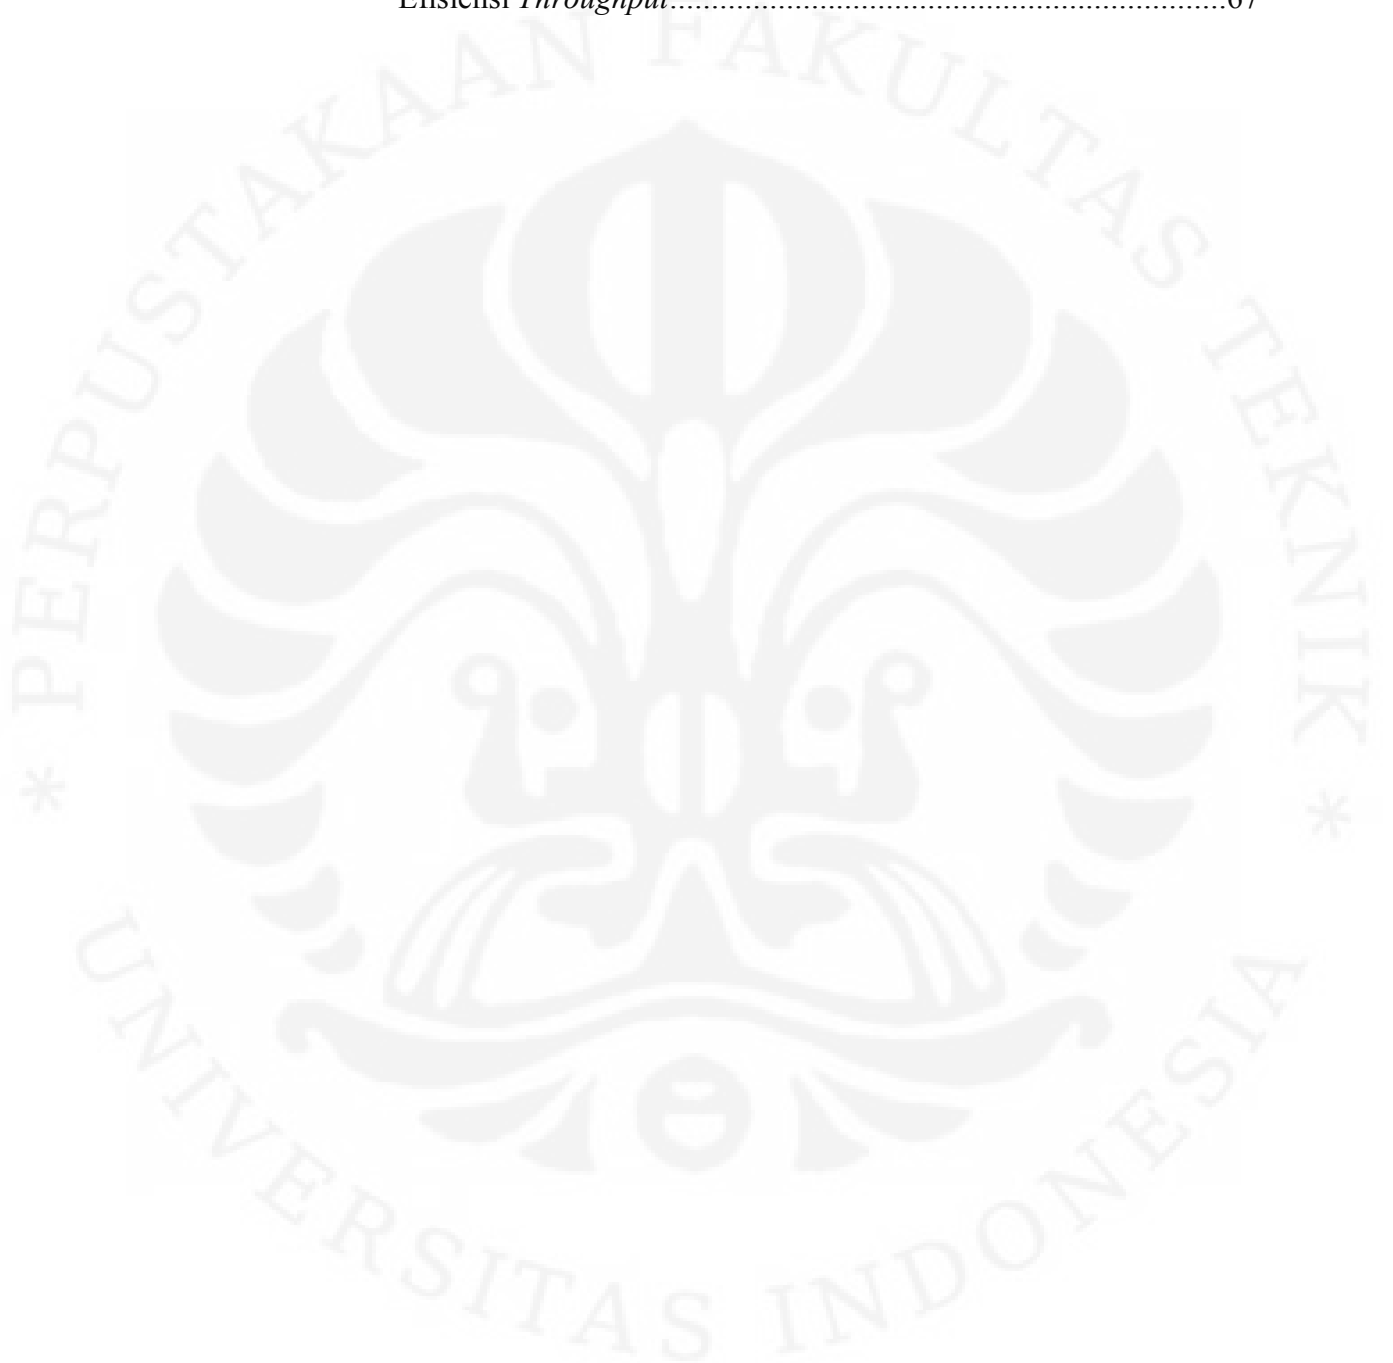 Efisiensi Throughput......................................................................67
PERPUSTAKAAN FAKULTAS TEKNIK
* *
UNIVERSITAS INDONESIA